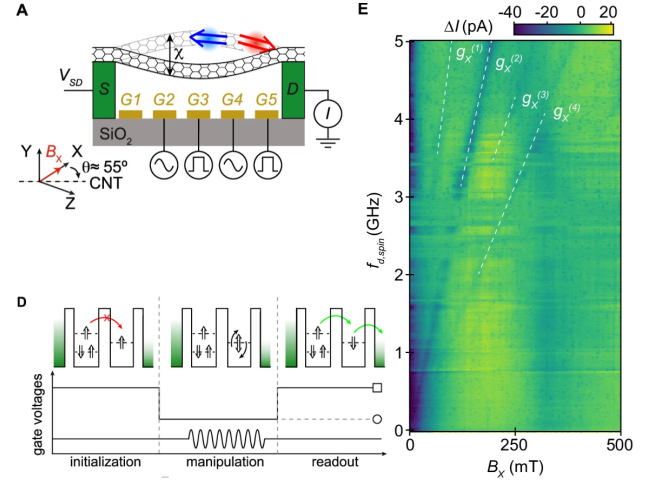 A
χ
V_SD
S
G1 G2 G3 G4 G5
D
I
SiO₂
Y B_X X θ≈ 55º
CNT
Z
D
gate voltages
initialization manipulation readout
E
ΔI (pA)
-40 -20 0 20
g_x⁽¹⁾ g_x⁽²⁾
g_x⁽³⁾ g_x⁽⁴⁾
f_d,spin (GHz)
5
4
3
2
1
0
0 250 500
B_X (mT)